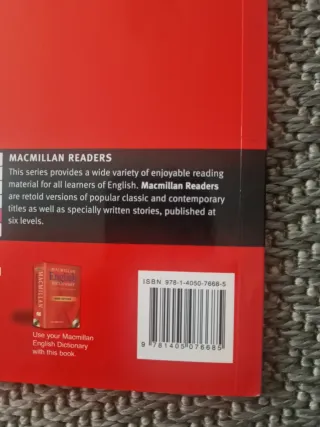 MACMILLAN READERS
This series provides a wide variety of enjoyable reading
material for all learners of English. Macmillan Readers
are retold versions of popular classic and contemporary
titles as well as specially written stories, published at
six levels.
ISBN 978-1-4050-7668-5
9 781405 076685
MACMILLAN
Use your Macmillan
English Dictionary
with this book.